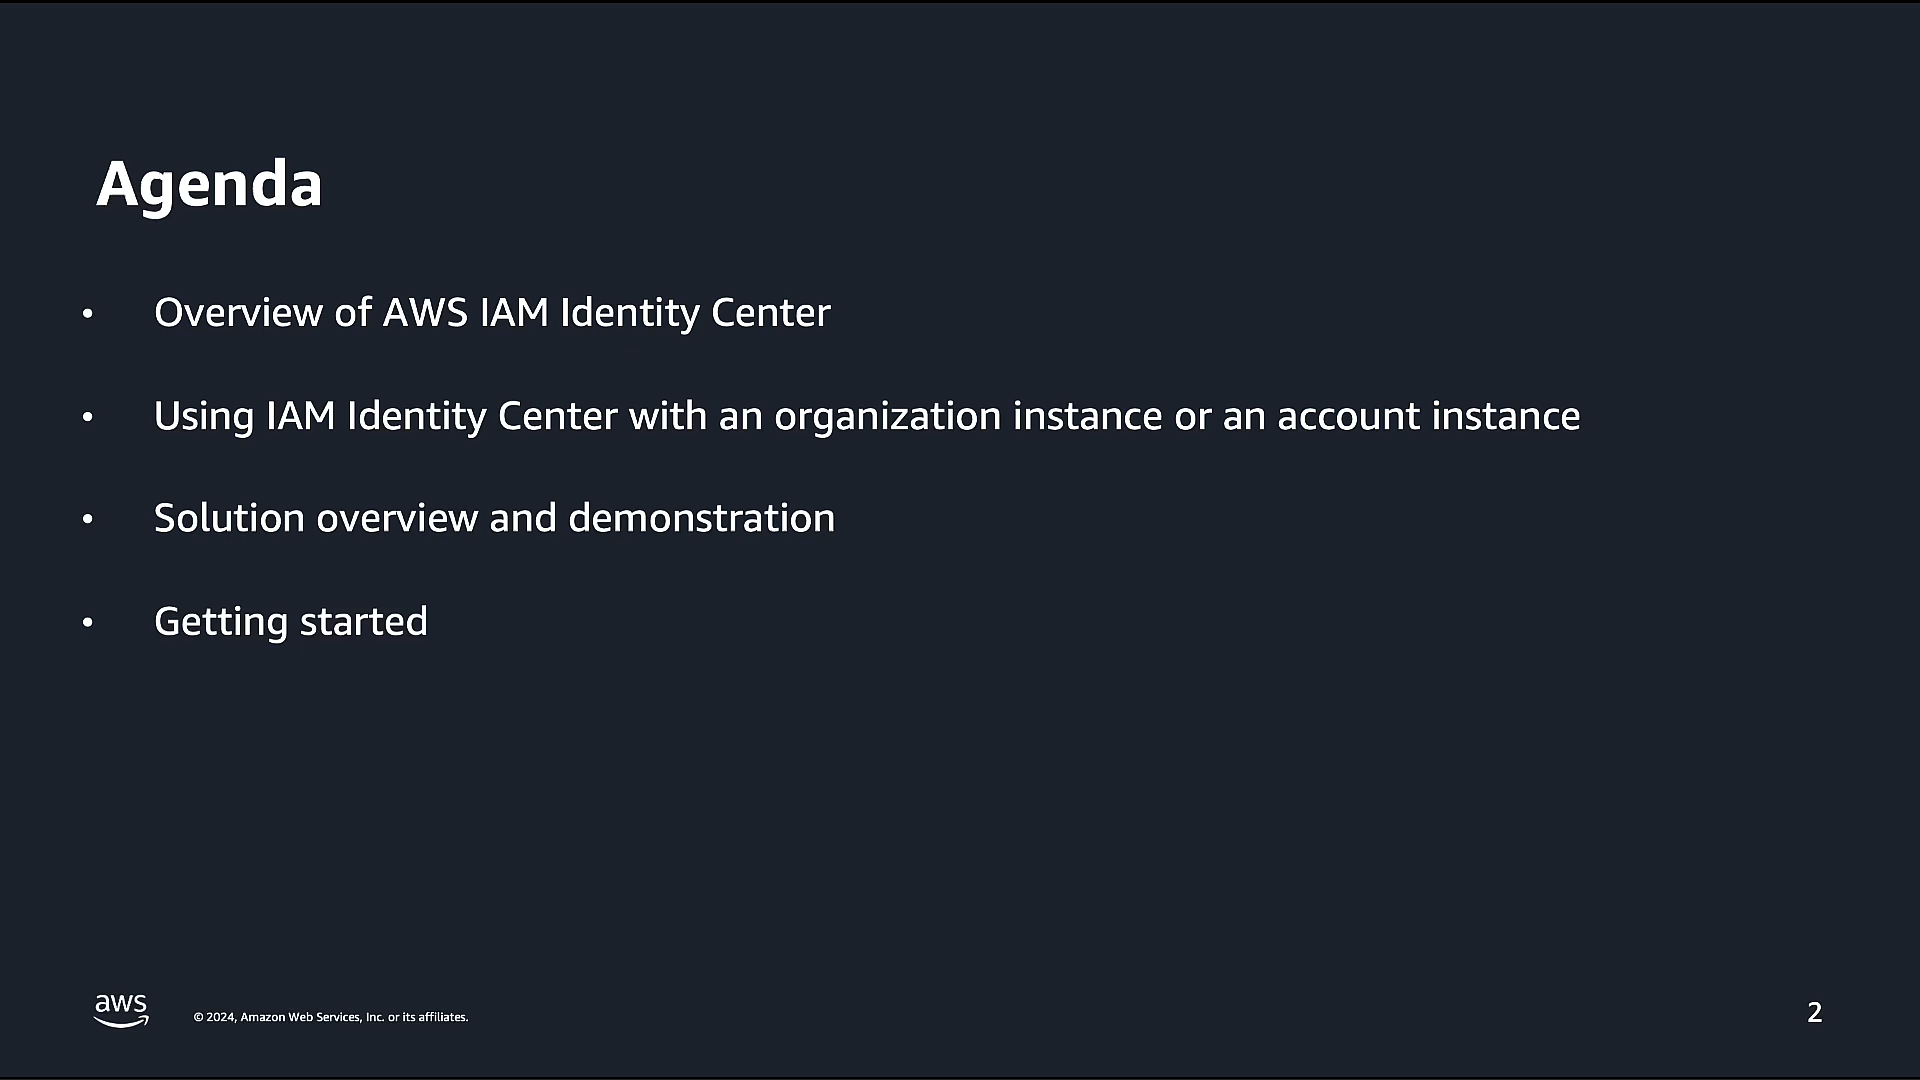 Agenda
• Overview of AWS IAM Identity Center
• Using IAM Identity Center with an organization instance or an account instance
• Solution overview and demonstration
• Getting started
aws
© 2024, Amazon Web Services, Inc. or its affiliates.
2